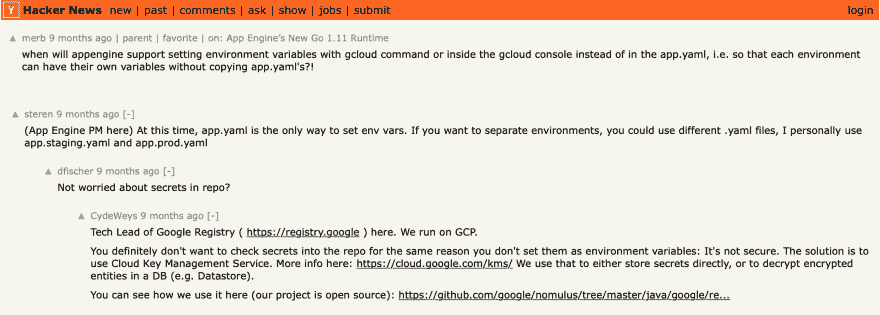 Y Hacker News new | past | comments | ask | show | jobs | submit login
▲ merb 9 months ago | parent | favorite | on: App Engine's New Go 1.11 Runtime
when will appengine support setting environment variables with gcloud command or inside the gcloud console instead of in the app.yaml, i.e. so that each environment
can have their own variables without copying app.yaml's?!
▲ steren 9 months ago [-]
(App Engine PM here) At this time, app.yaml is the only way to set env vars. If you want to separate environments, you could use different .yaml files, I personally use
app.staging.yaml and app.prod.yaml
▲ dfischer 9 months ago [-]
Not worried about secrets in repo?
▲ CydeWeys 9 months ago [-]
Tech Lead of Google Registry ( https://registry.google ) here. We run on GCP.
You definitely don't want to check secrets into the repo for the same reason you don't set them as environment variables: It's not secure. The solution is to
use Cloud Key Management Service. More info here: https://cloud.google.com/kms/ We use that to either store secrets directly, or to decrypt encrypted
entities in a DB (e.g. Datastore).
You can see how we use it here (our project is open source): https://github.com/google/nomulus/tree/master/java/google/re...